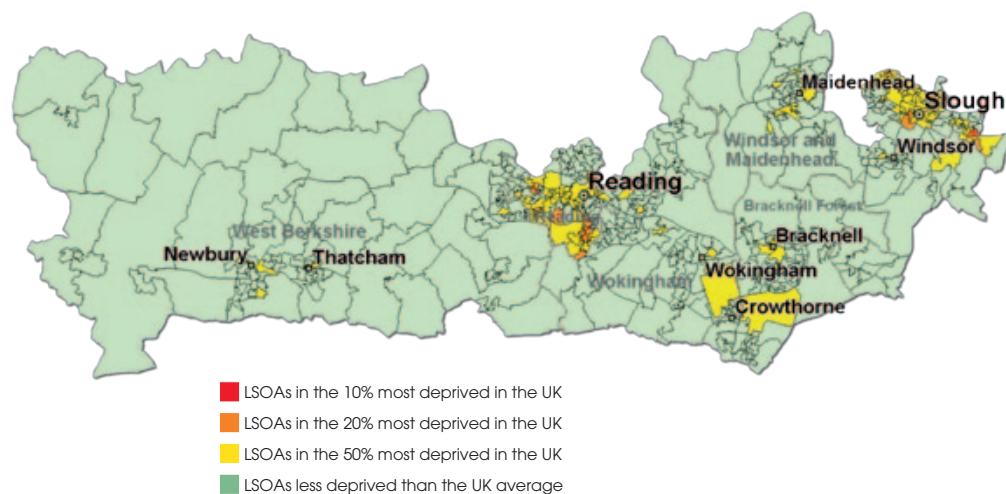 Maidenhead
Slough
Windsor and
Maidenhead
Windsor
Reading
Reading
Bracknell Forest
West Berkshire
Bracknell
Newbury
Thatcham
Wokingham
Wokingham
Crowthorne
LSOAs in the 10% most deprived in the UK
LSOAs in the 20% most deprived in the UK
LSOAs in the 50% most deprived in the UK
LSOAs less deprived than the UK average